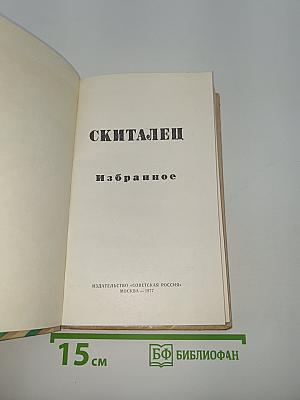 СКИТАЛЕЦ
Избранное
ИЗДАТЕЛЬСТВО «СОВЕТСКАЯ РОССИЯ»
МОСКВА — 1977
15 см
БФ БИБЛИОФАН